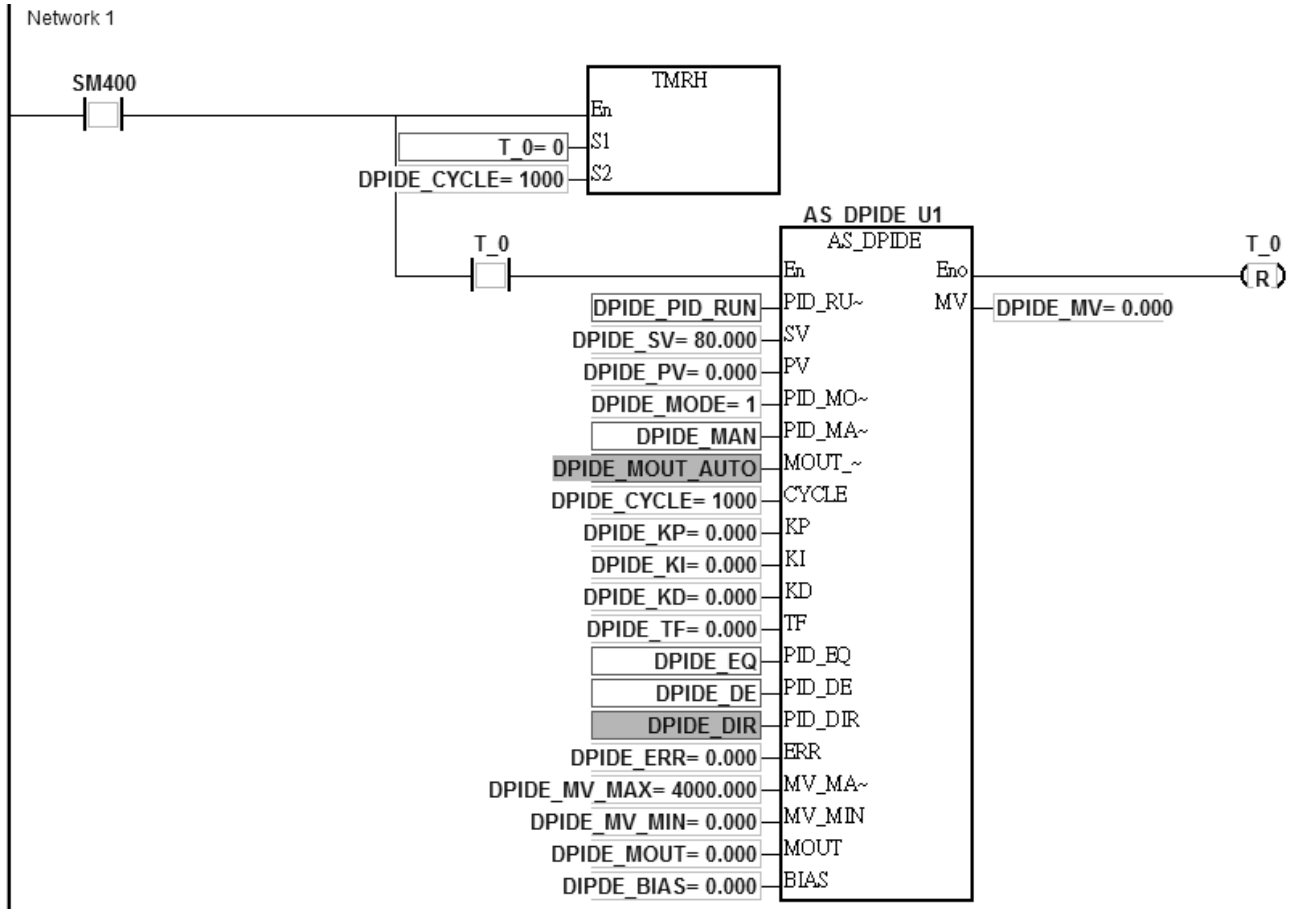 Network 1
SM400
TMRH
En
T_0= 0 S1
DPIDE_CYCLE= 1000 S2
AS_DPIDE_U1
T_0 AS_DPIDE T_0
En Eno R
DPIDE_PID_RUN PID_RU~ MV DPIDE_MV= 0.000
DPIDE_SV= 80.000 SV
DPIDE_PV= 0.000 PV
DPIDE_MODE= 1 PID_MO~
DPIDE_MAN PID_MA~
DPIDE_MOUT_AUTO MOUT_~
DPIDE_CYCLE= 1000 CYCLE
DPIDE_KP= 0.000 KP
DPIDE_KI= 0.000 KI
DPIDE_KD= 0.000 KD
DPIDE_TF= 0.000 TF
DPIDE_EQ PID_EQ
DPIDE_DE PID_DE
DPIDE_DIR PID_DIR
DPIDE_ERR= 0.000 ERR
DPIDE_MV_MAX= 4000.000 MV_MA~
DPIDE_MV_MIN= 0.000 MV_MIN
DPIDE_MOUT= 0.000 MOUT
DIPDE_BIAS= 0.000 BIAS